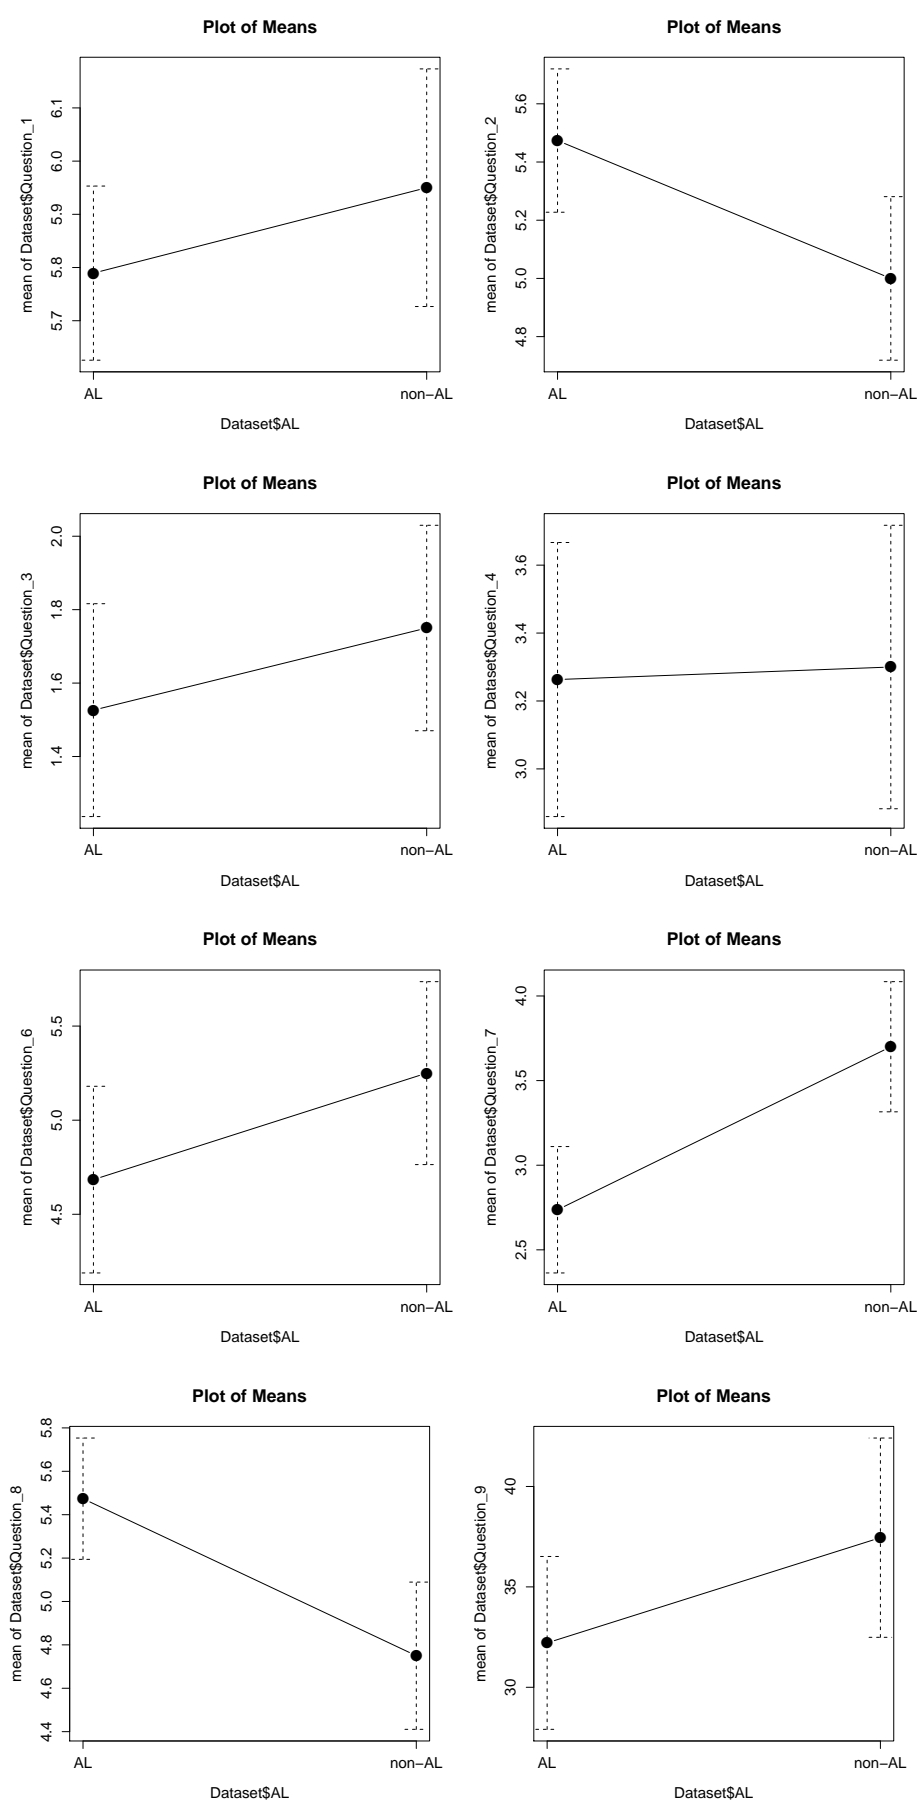 Plot of Means
mean of Dataset$Question_1
6.1
6.0
5.9
5.8
5.7
AL
non−AL
Dataset$AL
Plot of Means
mean of Dataset$Question_2
5.6
5.4
5.2
5.0
4.8
AL
non−AL
Dataset$AL
Plot of Means
mean of Dataset$Question_3
2.0
1.8
1.6
1.4
AL
non−AL
Dataset$AL
Plot of Means
mean of Dataset$Question_4
3.6
3.4
3.2
3.0
AL
non−AL
Dataset$AL
Plot of Means
mean of Dataset$Question_6
5.5
5.0
4.5
AL
non−AL
Dataset$AL
Plot of Means
mean of Dataset$Question_7
4.0
3.5
3.0
2.5
AL
non−AL
Dataset$AL
Plot of Means
mean of Dataset$Question_8
5.8
5.6
5.4
5.2
5.0
4.8
4.6
4.4
AL
non−AL
Dataset$AL
Plot of Means
mean of Dataset$Question_9
40
35
30
AL
non−AL
Dataset$AL